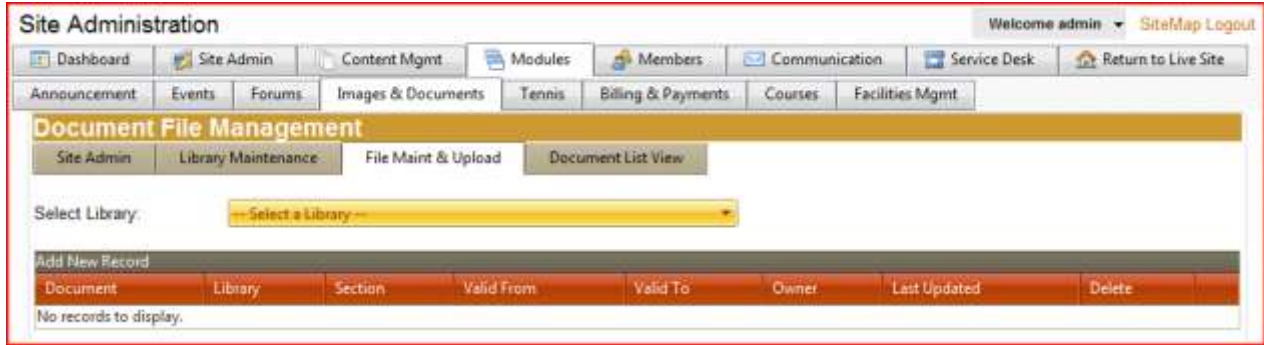 Site Administration Welcome admin SiteMap Logout
Dashboard Site Admin Content Mgmt Modules Members Communication Service Desk Return to Live Site
Announcement Events Forums Images & Documents Tennis Billing & Payments Courses Facilities Mgmt
Document File Management
Site Admin Library Maintenance File Maint & Upload Document List View
Select Library: -- Select a Library --
Add New Record
Document Library Section Valid From Valid To Owner Last Updated Delete
No records to display.